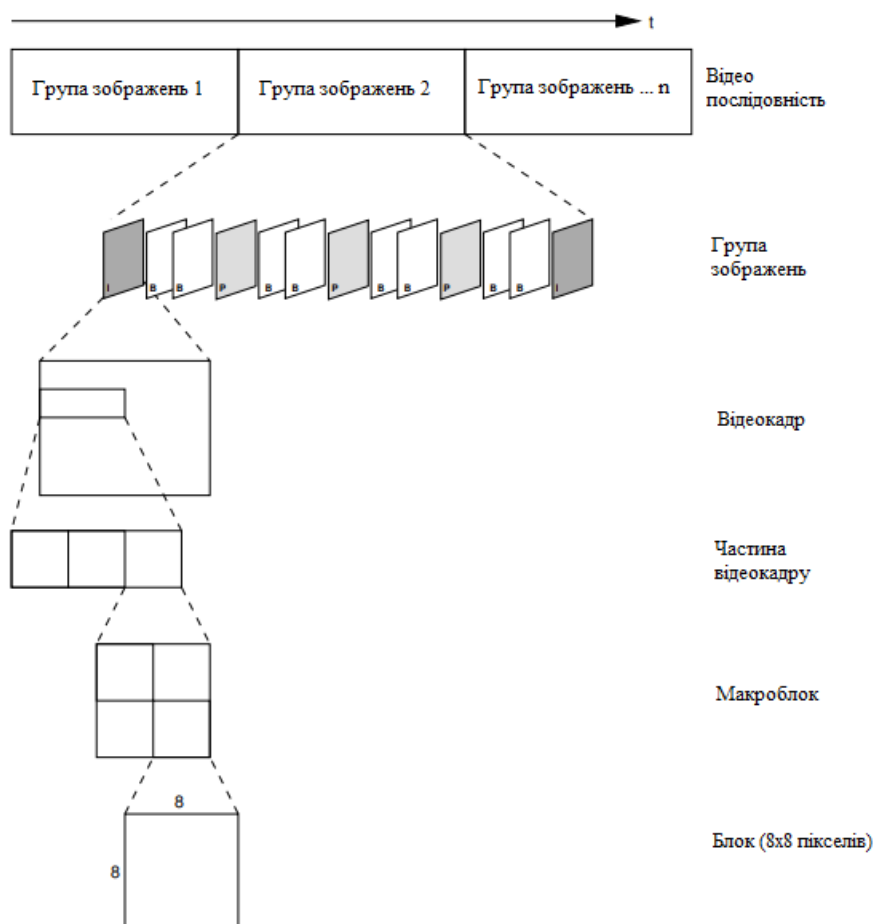 t
Група зображень 1
Група зображень 2
Група зображень ... n
Відео
послідовність
I B B P B B P B B P B B I
Група
зображень
Відеокадр
Частина
відеокадру
Макроблок
8
8
Блок (8x8 пікселів)